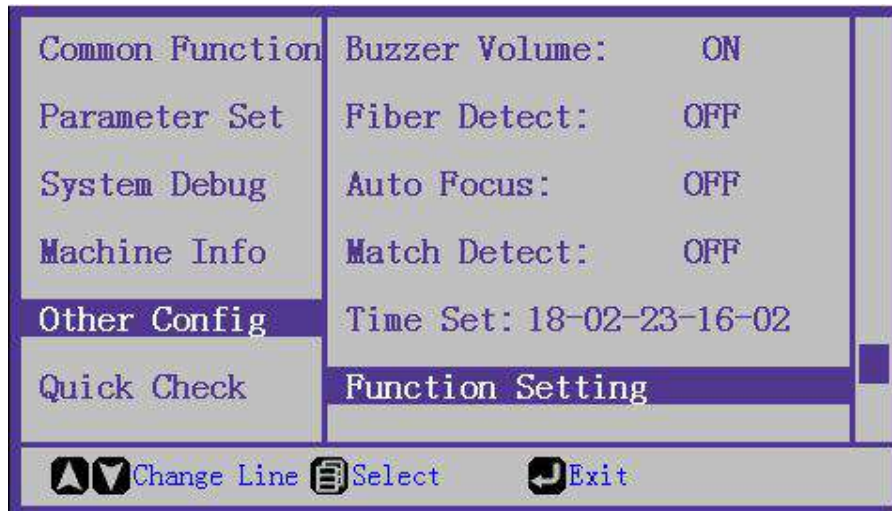 Common Function Buzzer Volume: ON
Parameter Set Fiber Detect: OFF
System Debug Auto Focus: OFF
Machine Info Match Detect: OFF
Other Config Time Set: 18-02-23-16-02
Quick Check Function Setting
Change Line Select Exit